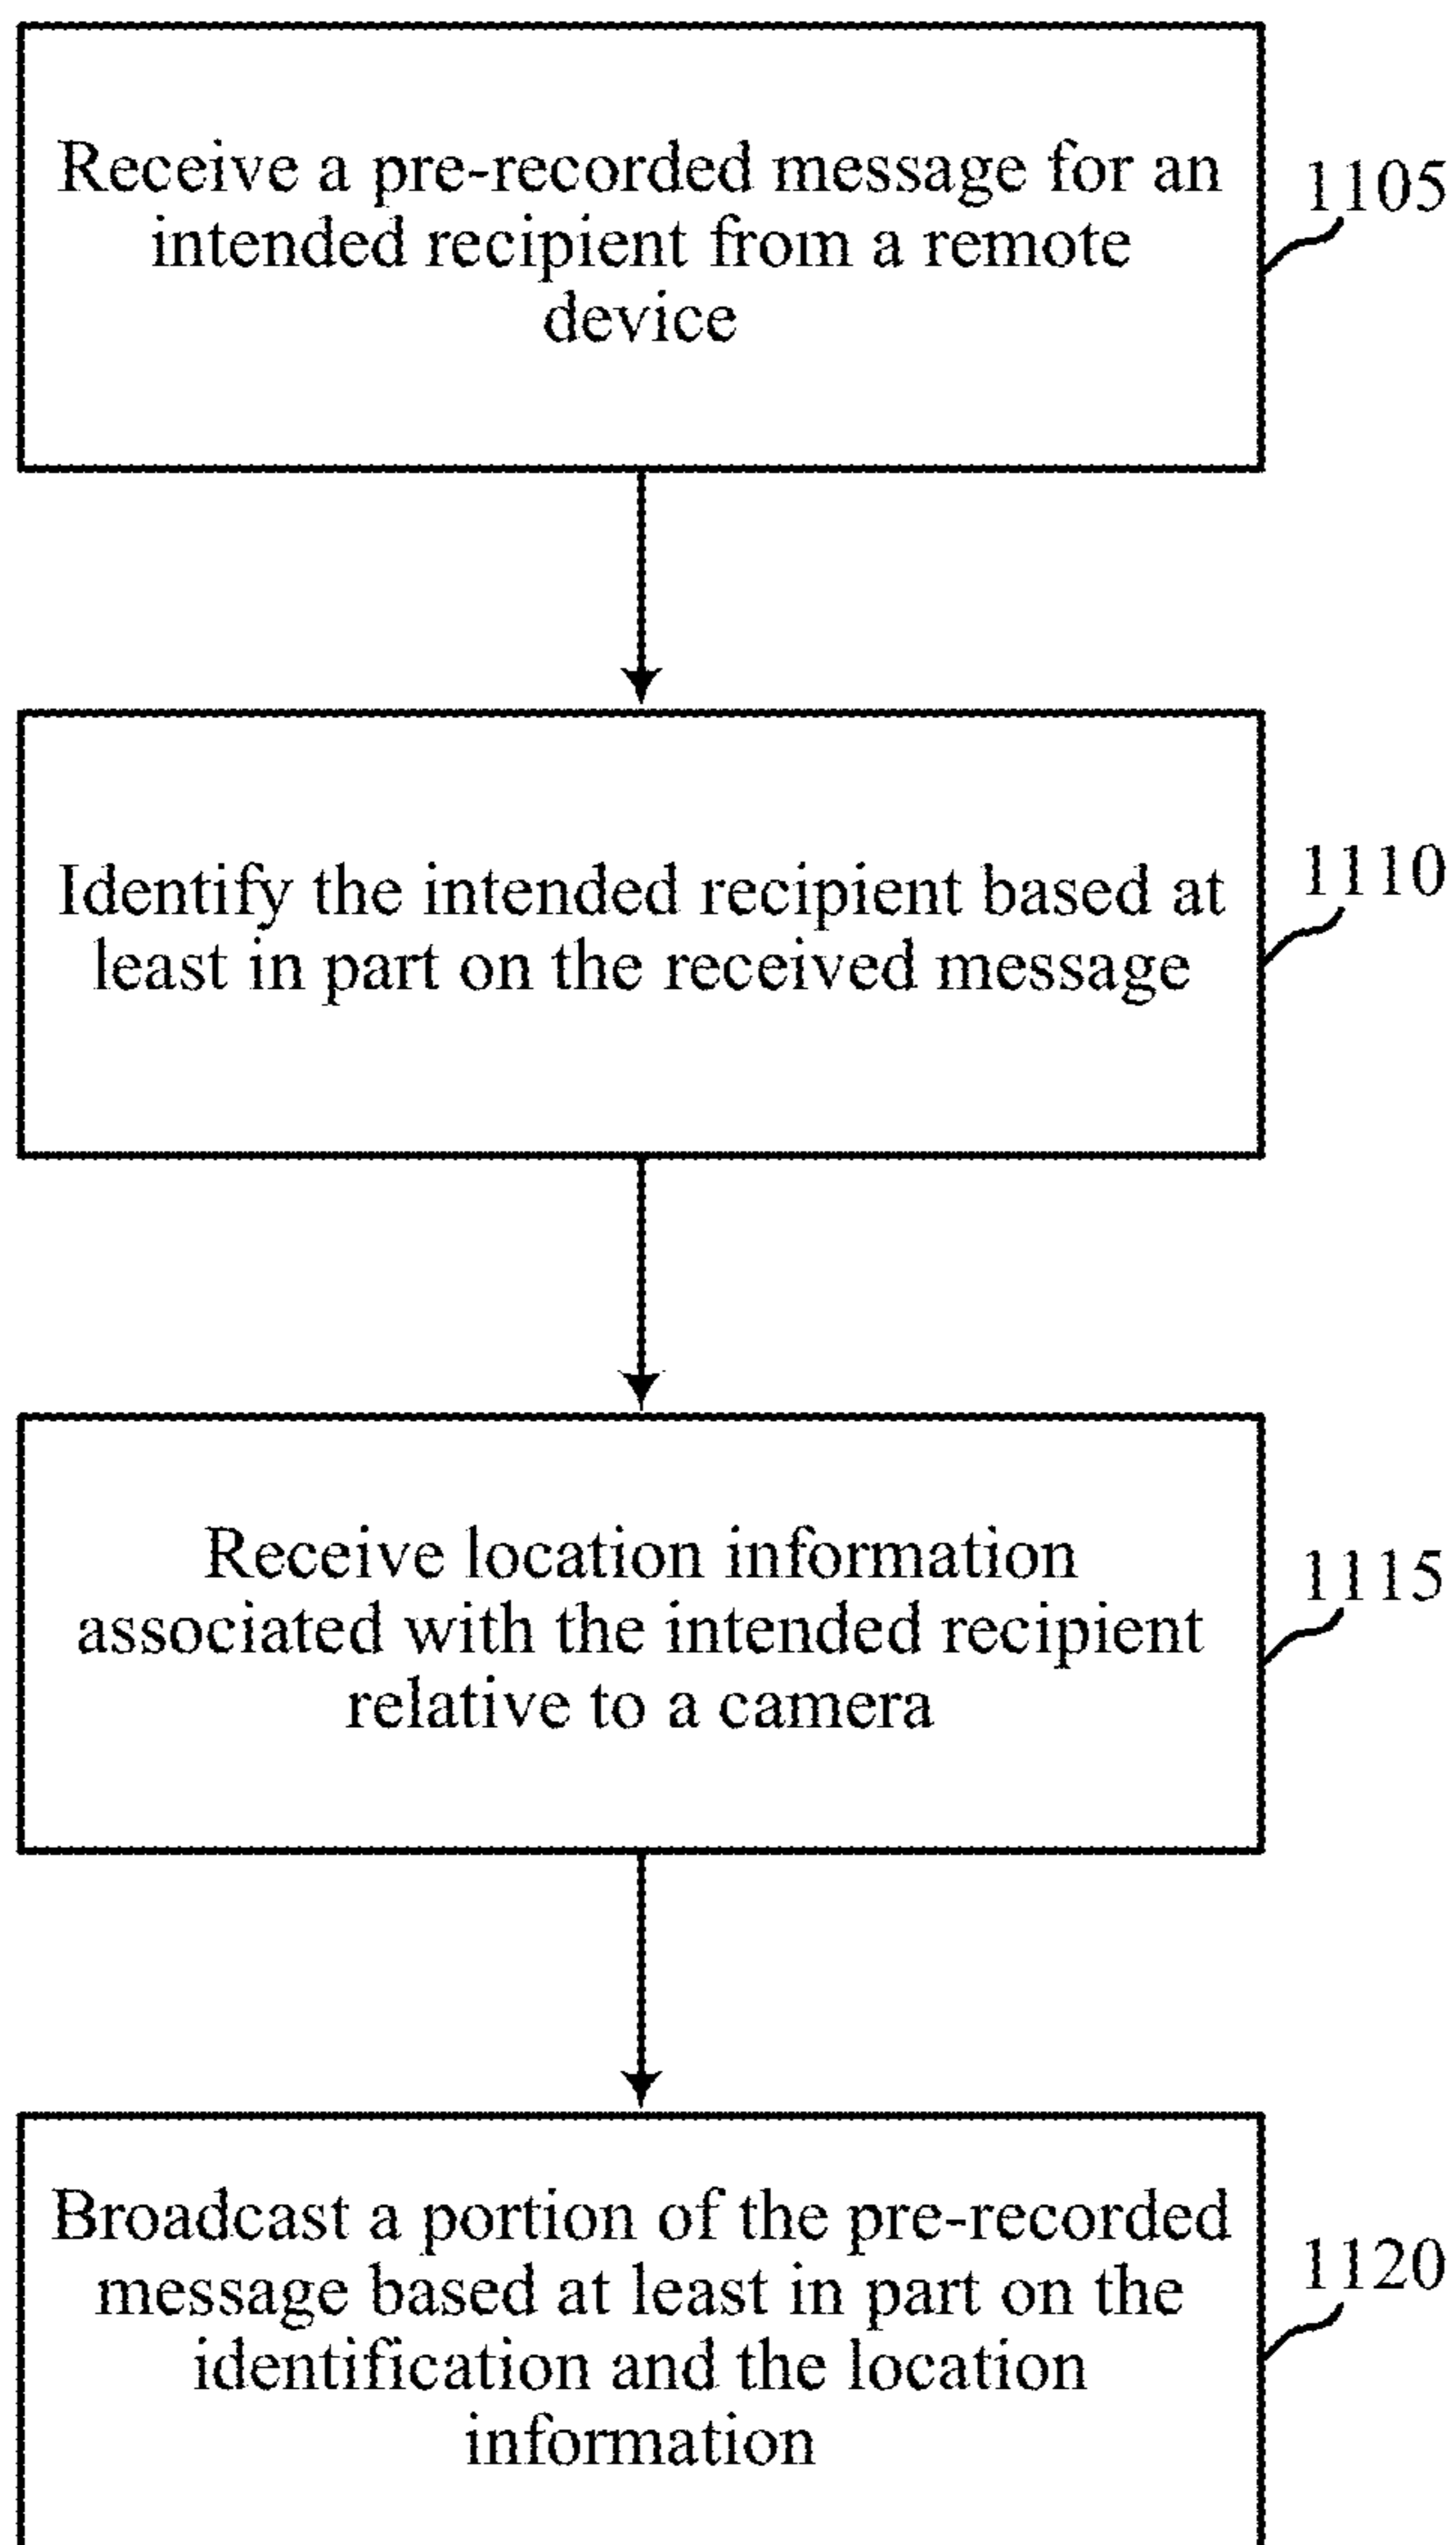 Receive a pre-recorded message for an
intended recipient from a remote
device
1105
Identify the intended recipient based at
least in part on the received message
1110
Receive location information
associated with the intended recipient
relative to a camera
1115
Broadcast a portion of the pre-recorded
message based at least in part on the
identification and the location
information
1120